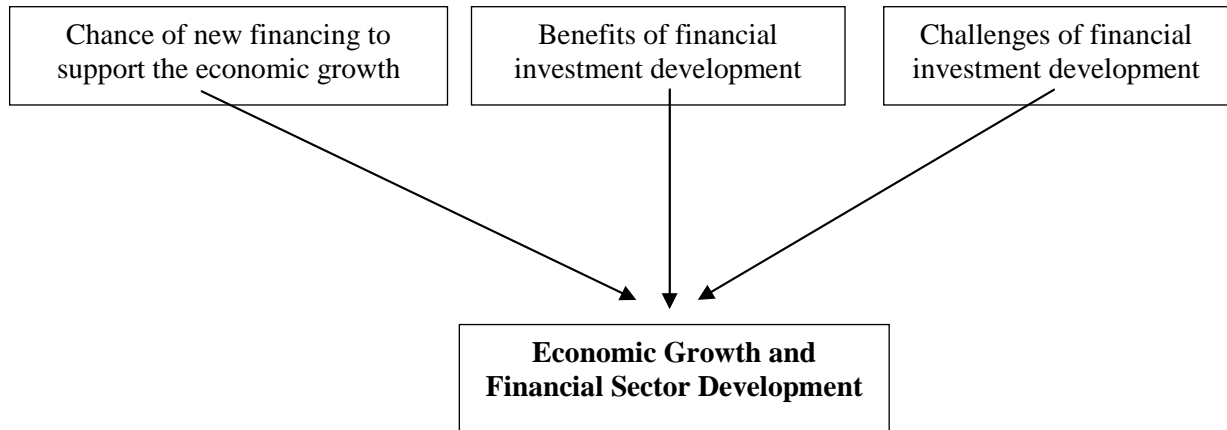 Chance of new financing to
support the economic growth
Benefits of financial
investment development
Challenges of financial
investment development
Economic Growth and
Financial Sector Development